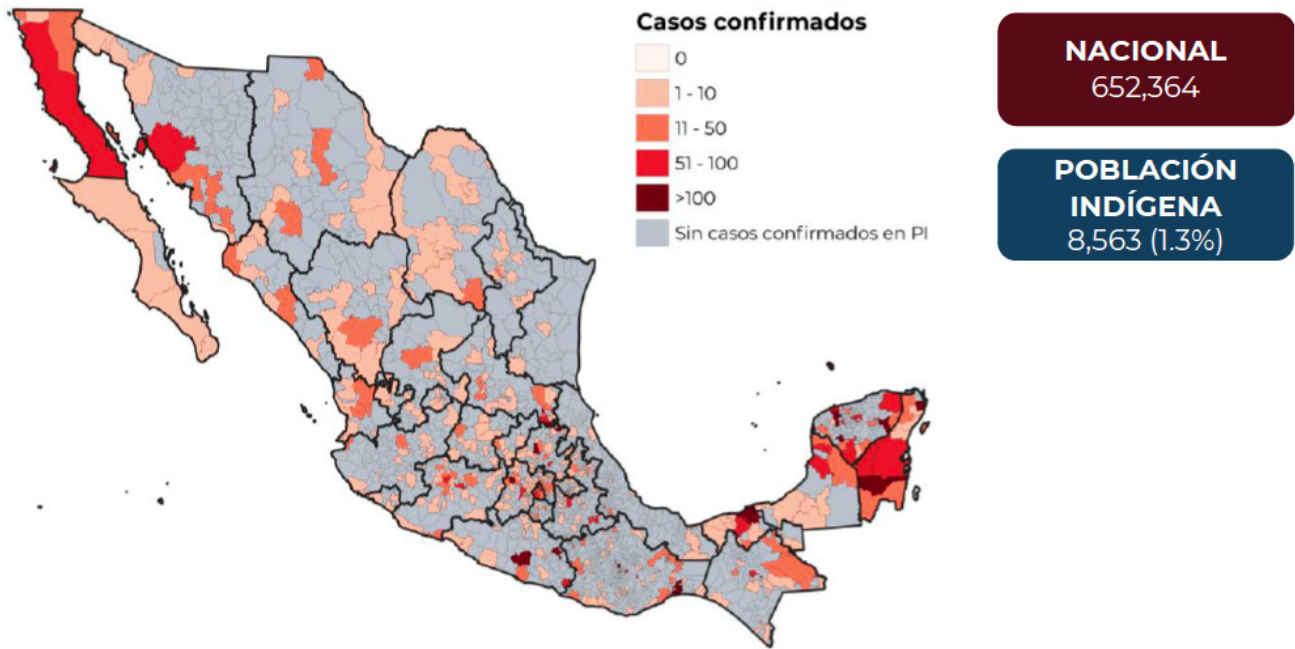 Casos confirmados
0
1 - 10
11 - 50
51 - 100
>100
Sin casos confirmados en PI
NACIONAL
652,364
POBLACIÓN
INDÍGENA
8,563 (1.3%)